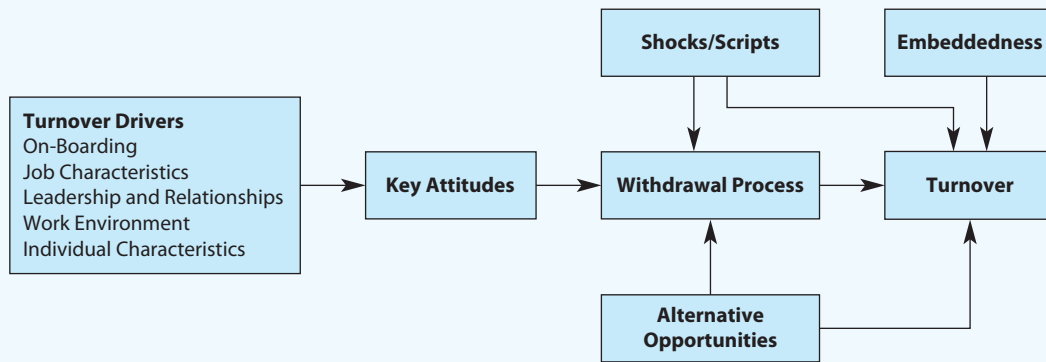 Shocks/Scripts
Embeddedness
Turnover Drivers
On-Boarding
Job Characteristics
Leadership and Relationships
Work Environment
Individual Characteristics
Key Attitudes
Withdrawal Process
Turnover
Alternative
Opportunities